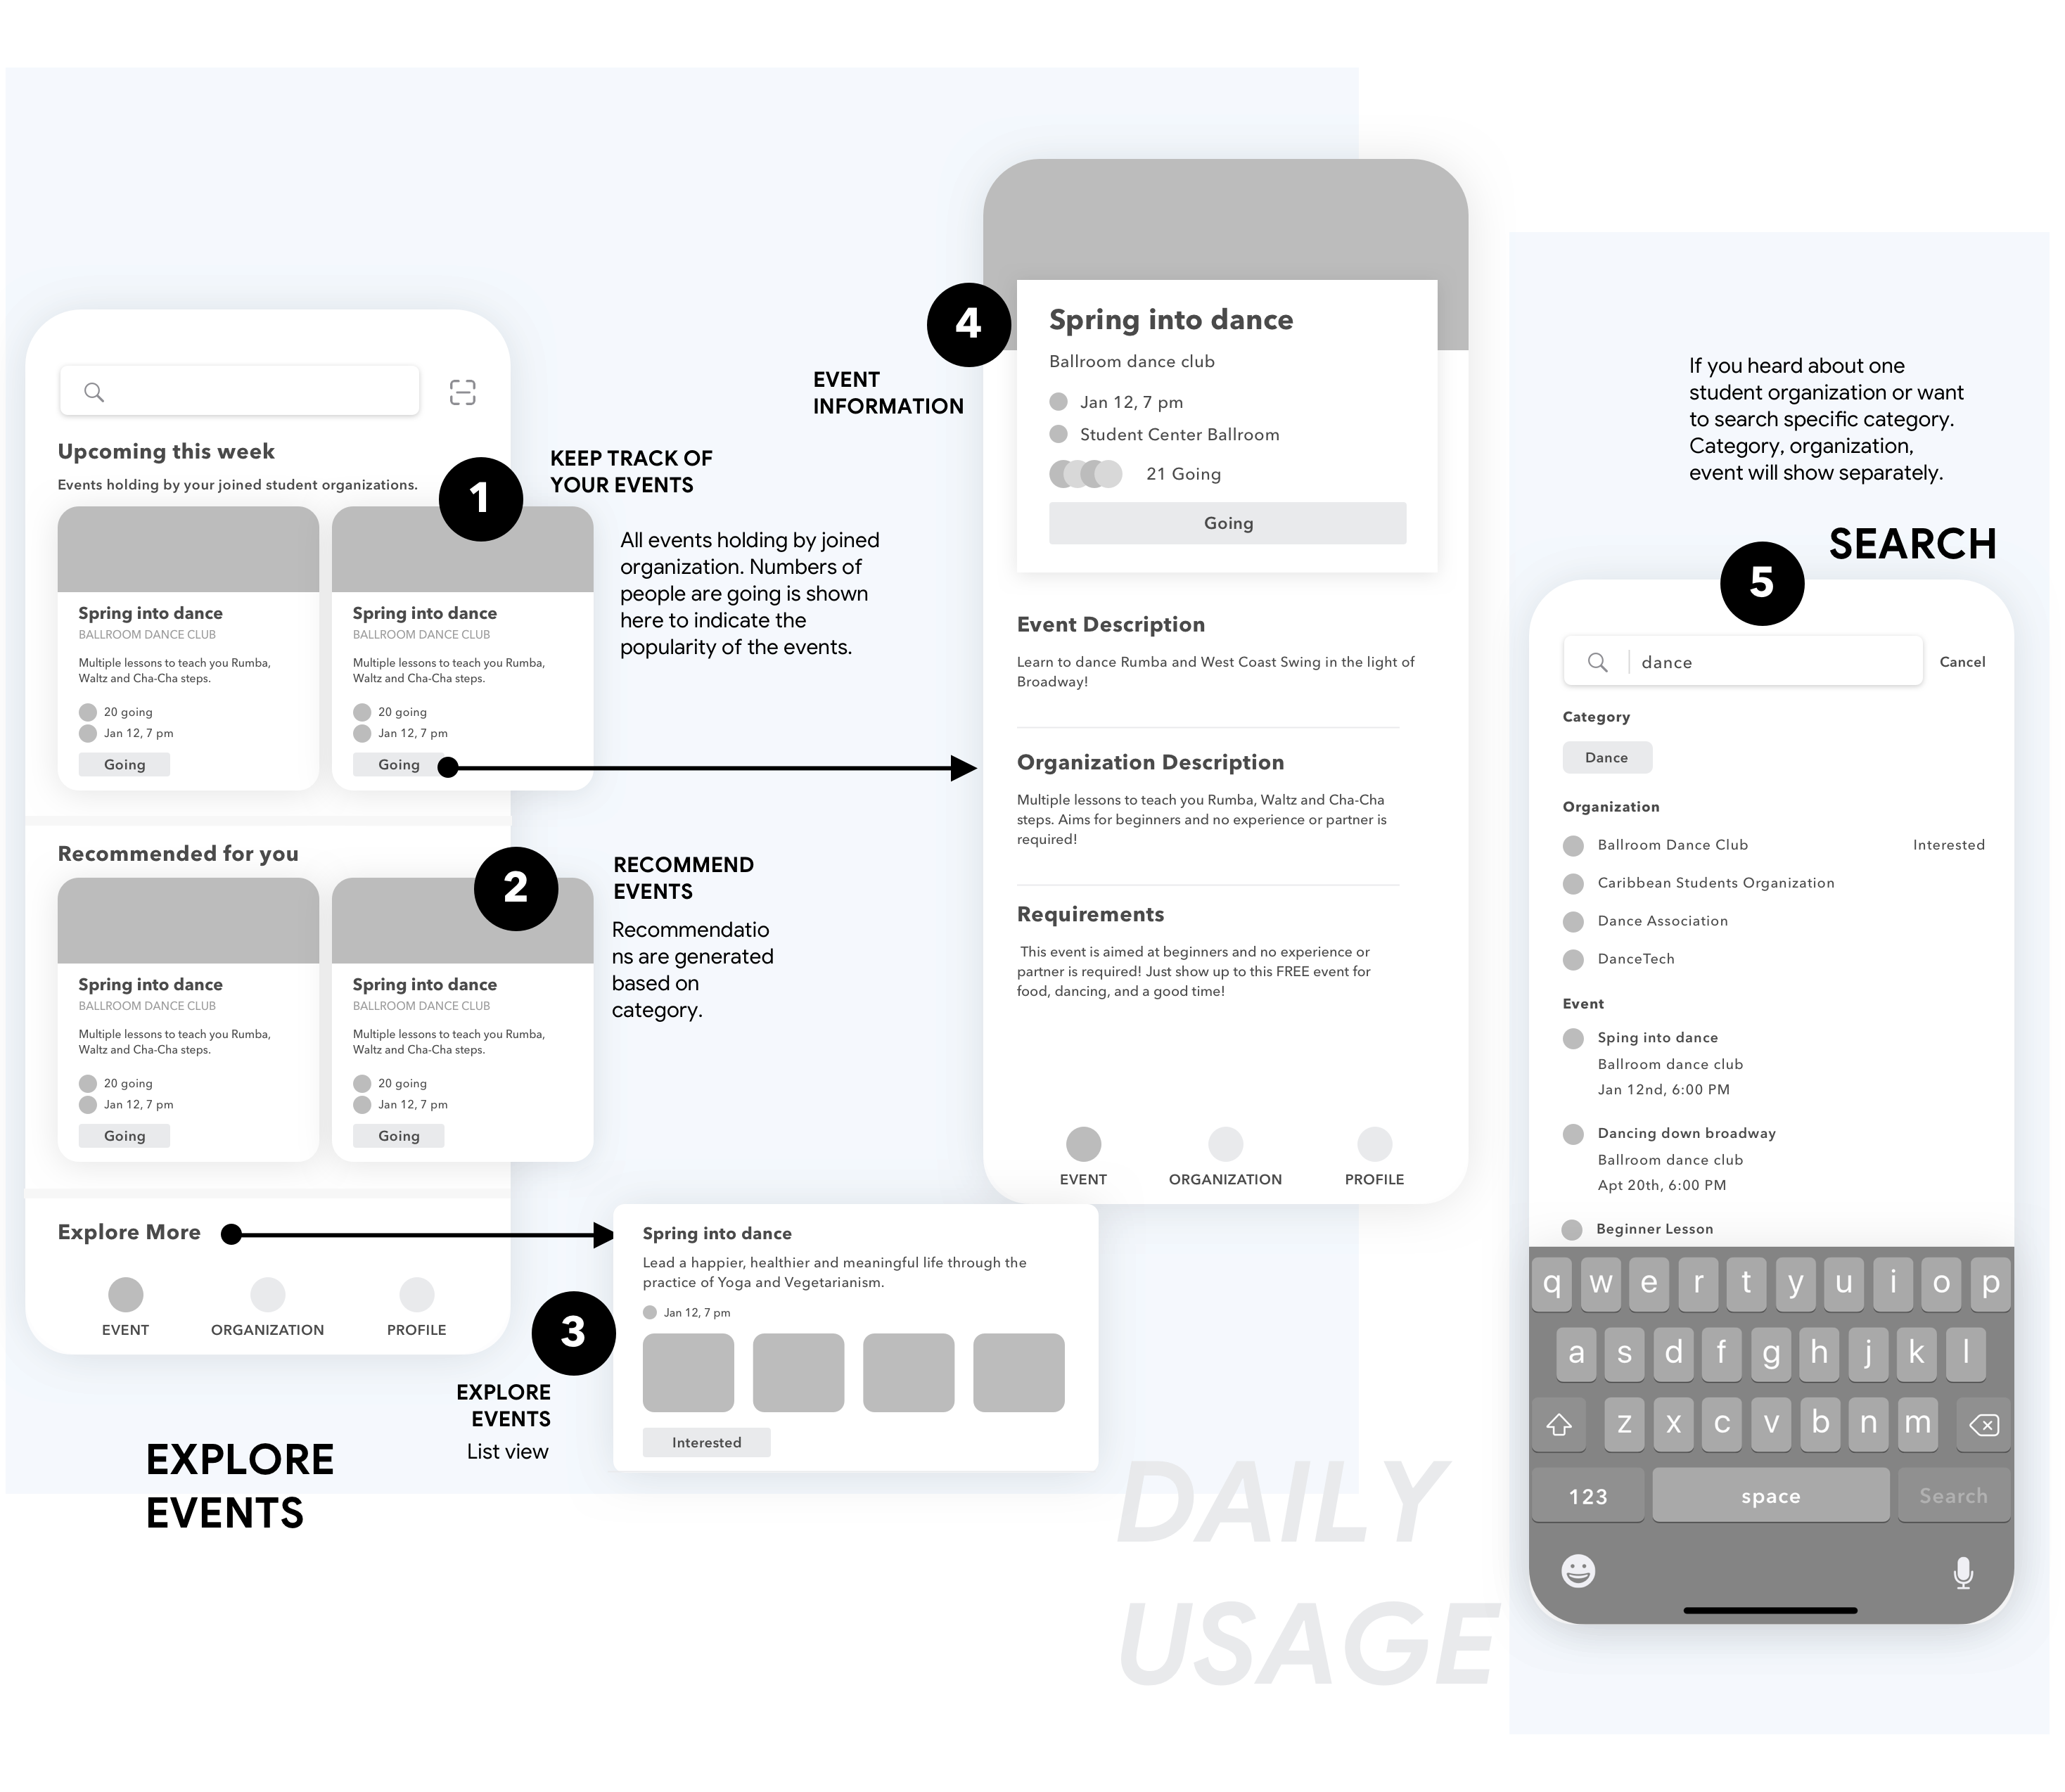 Upcoming this week
Events holding by your joined student organizations.
Spring into dance
BALLROOM DANCE CLUB
Multiple lessons to teach you Rumba,
Waltz and Cha-Cha steps.
20 going
Jan 12, 7 pm
Going
Spring into dance
BALLROOM DANCE CLUB
Multiple lessons to teach you Rumba,
Waltz and Cha-Cha steps.
20 going
Jan 12, 7 pm
Going
1
KEEP TRACK OF
YOUR EVENTS
All events holding by joined
organization. Numbers of
people are going is shown
here to indicate the
popularity of the events.
Recommended for you
Spring into dance
BALLROOM DANCE CLUB
Multiple lessons to teach you Rumba,
Waltz and Cha-Cha steps.
20 going
Jan 12, 7 pm
Going
Spring into dance
BALLROOM DANCE CLUB
Multiple lessons to teach you Rumba,
Waltz and Cha-Cha steps.
20 going
Jan 12, 7 pm
Going
2
RECOMMEND
EVENTS
Recommendatio
ns are generated
based on
category.
Explore More
EVENT
ORGANIZATION
PROFILE
EXPLORE
EVENTS
3
EXPLORE
EVENTS
List view
Spring into dance
Lead a happier, healthier and meaningful life through the
practice of Yoga and Vegetarianism.
Jan 12, 7 pm
Interested
4
EVENT
INFORMATION
Spring into dance
Ballroom dance club
Jan 12, 7 pm
Student Center Ballroom
21 Going
Going
Event Description
Learn to dance Rumba and West Coast Swing in the light of
Broadway!
Organization Description
Multiple lessons to teach you Rumba, Waltz and Cha-Cha
steps. Aims for beginners and no experience or partner is
required!
Requirements
This event is aimed at beginners and no experience or
partner is required! Just show up to this FREE event for
food, dancing, and a good time!
EVENT
ORGANIZATION
PROFILE
DAILY
USAGE
If you heard about one
student organization or want
to search specific category.
Category, organization,
event will show separately.
SEARCH
5
dance
Cancel
Category
Dance
Organization
Ballroom Dance Club
Interested
Caribbean Students Organization
Dance Association
DanceTech
Event
Sping into dance
Ballroom dance club
Jan 12nd, 6:00 PM
Dancing down broadway
Ballroom dance club
Apt 20th, 6:00 PM
Beginner Lesson
q w e r t y u i o p
a s d f g h j k l
z x c v b n m
123 space Search